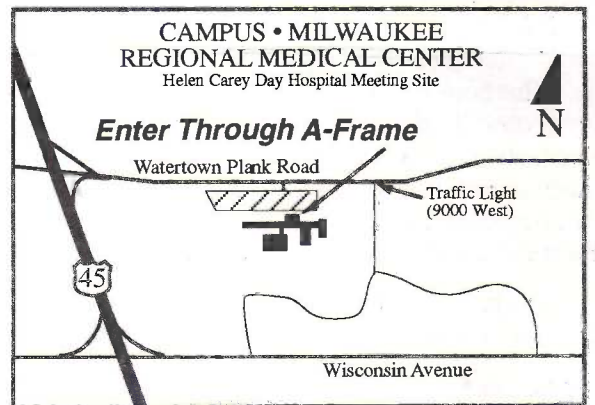 CAMPUS • MILWAUKEE
REGIONAL MEDICAL CENTER
Helen Carey Day Hospital Meeting Site
N
Enter Through A-Frame
Watertown Plank Road
Traffic Light
(9000 West)
45
Wisconsin Avenue